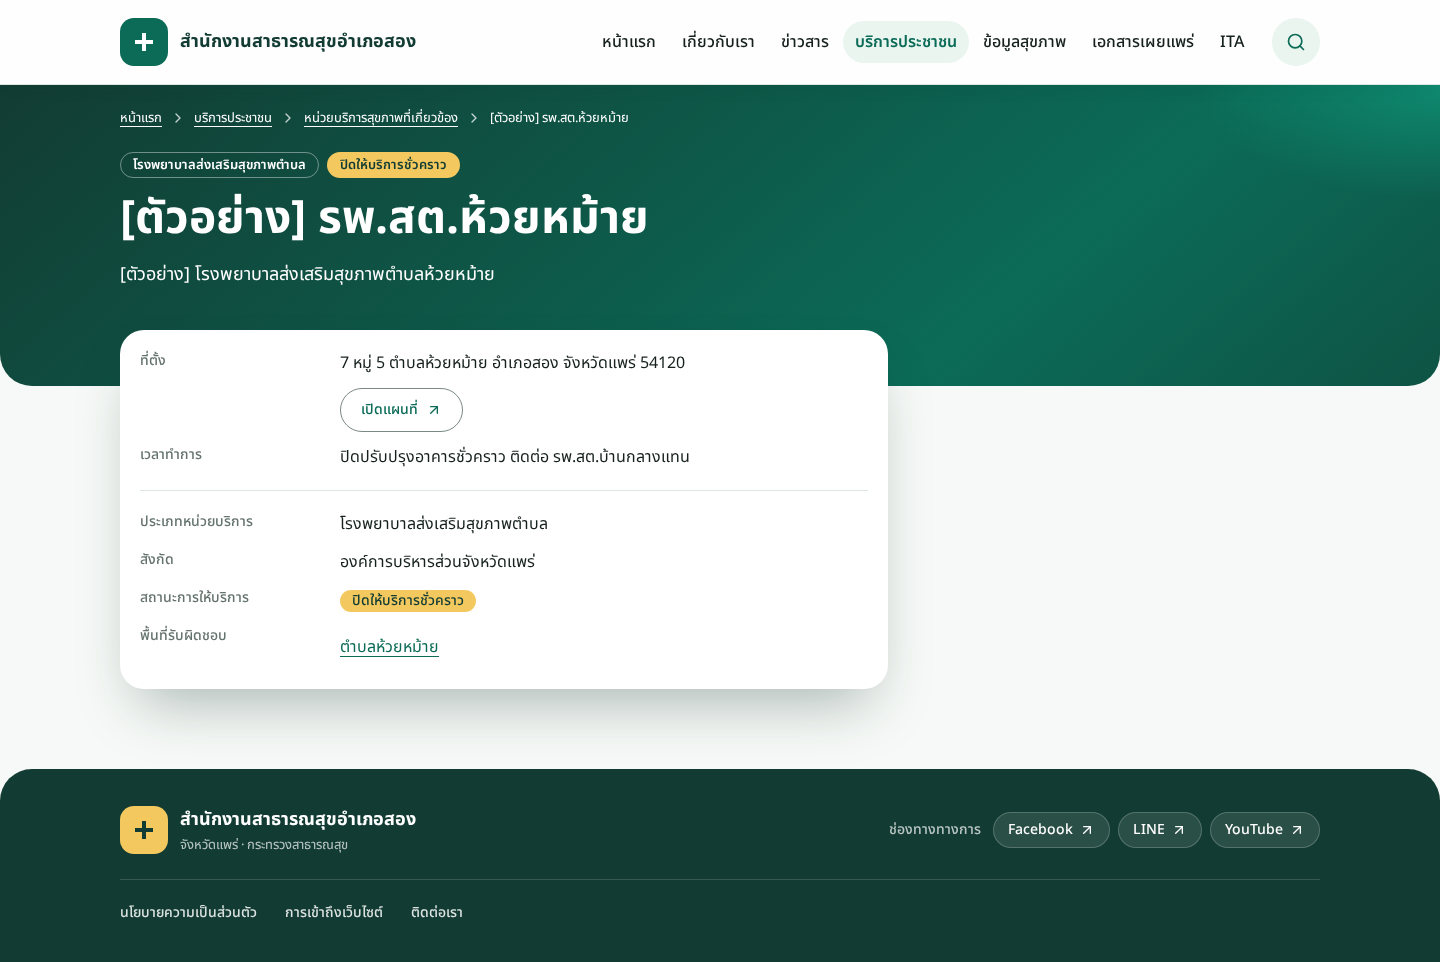 สำนักงานสาธารณสุขอำเภอสอง
หน้าแรก เกี่ยวกับเรา ข่าวสาร บริการประชาชน ข้อมูลสุขภาพ เอกสารเผยแพร่ ITA
หน้าแรก บริการประชาชน หน่วยบริการสุขภาพที่เกี่ยวข้อง [ตัวอย่าง] รพ.สต.ห้วยหม้าย
โรงพยาบาลส่งเสริมสุขภาพตำบล ปิดให้บริการชั่วคราว
[ตัวอย่าง] รพ.สต.ห้วยหม้าย
[ตัวอย่าง] โรงพยาบาลส่งเสริมสุขภาพตำบลห้วยหม้าย
ที่ตั้ง 7 หมู่ 5 ตำบลห้วยหม้าย อำเภอสอง จังหวัดแพร่ 54120
เปิดแผนที่
เวลาทำการ ปิดปรับปรุงอาคารชั่วคราว ติดต่อ รพ.สต.บ้านกลางแทน
ประเภทหน่วยบริการ โรงพยาบาลส่งเสริมสุขภาพตำบล
สังกัด องค์การบริหารส่วนจังหวัดแพร่
สถานะการให้บริการ ปิดให้บริการชั่วคราว
พื้นที่รับผิดชอบ ตำบลห้วยหม้าย
สำนักงานสาธารณสุขอำเภอสอง
จังหวัดแพร่ · กระทรวงสาธารณสุข
ช่องทางทางการ Facebook LINE YouTube
นโยบายความเป็นส่วนตัว การเข้าถึงเว็บไซต์ ติดต่อเรา